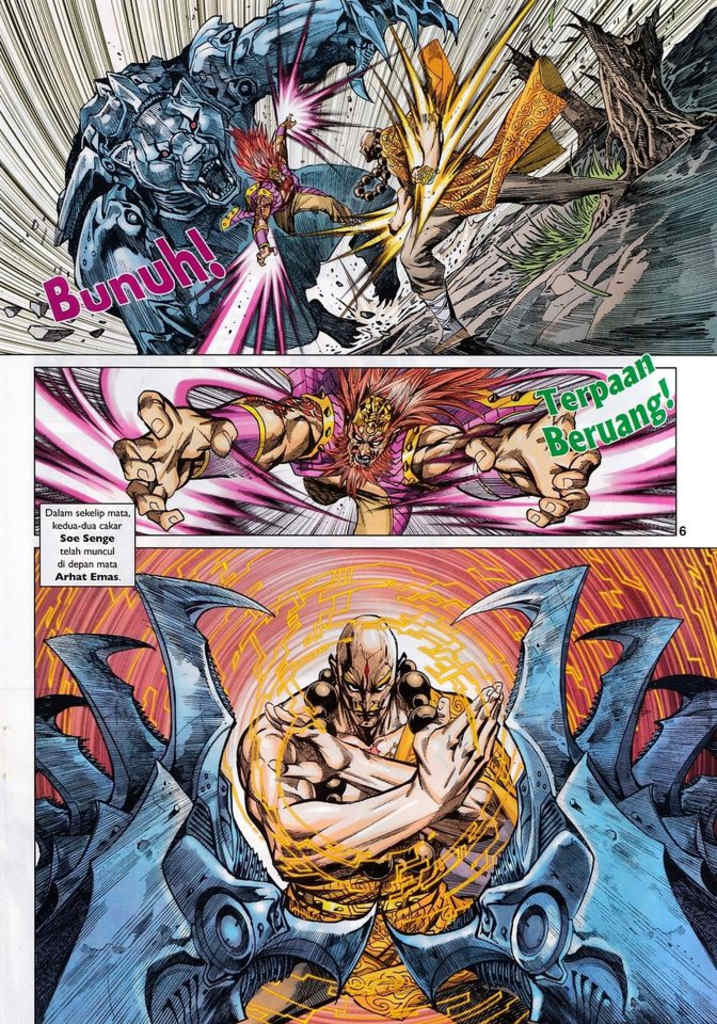 Bunuh!
Terpaan
Beruang!
6
Dalam sekelip mata,
kedua-dua cakar
Soe Senge
telah muncul
di depan mata
Arhat Emas.